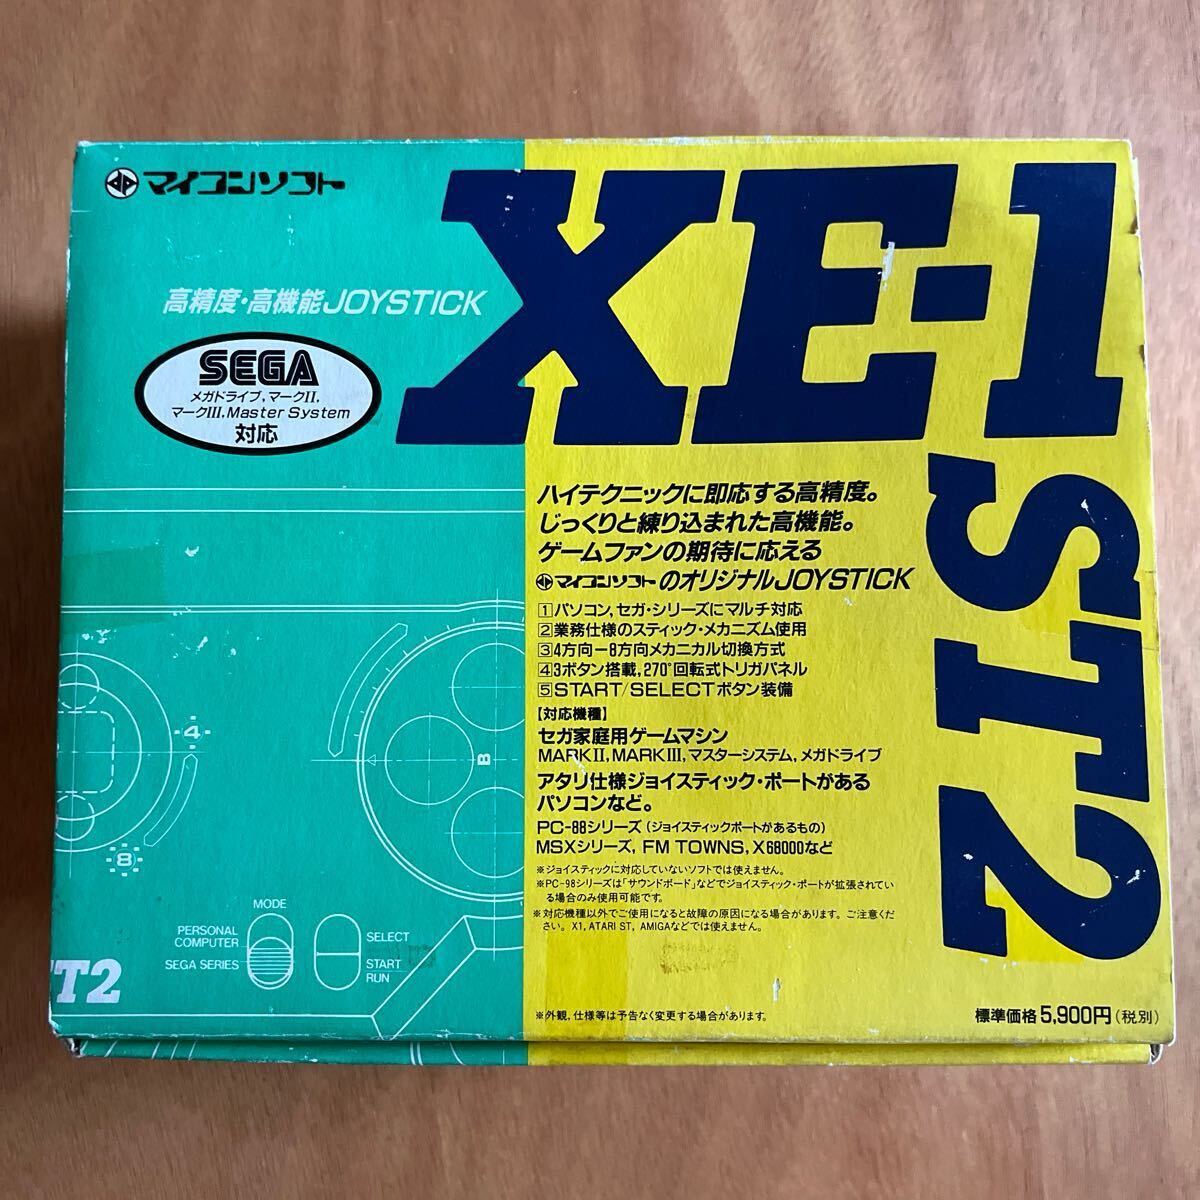 マイコンソフト
XE-1
ST2
高精度・高機能JOYSTICK
SEGA
メガドライブ,マークII,
マークIII,Master System
対応
ハイテクニックに即応する高精度。
じっくりと練り込まれた高機能。
ゲームファンの期待に応える
マイコンソフトのオリジナルJOYSTICK
1パソコン,セガ・シリーズにマルチ対応
2業務仕様のスティック・メカニズム使用
34方向ー8方向メカニカル切換方式
43ボタン搭載,270°回転式トリガパネル
5START/SELECTボタン装備
【対応機種】
セガ家庭用ゲームマシン
MARKII,MARKIII,マスターシステム,メガドライブ
アタリ仕様ジョイスティック・ポートがある
パソコンなど。
PC-88シリーズ(ジョイスティックポートがあるもの)
MSXシリーズ, FM TOWNS, X68000など
※ジョイスティックに対応していないソフトでは使えません。
※PC-98シリーズは「サウンドボード」などでジョイスティック・ポートが拡張されてい
る場合のみ使用可能です。
※対応機種以外でご使用になると故障の原因になる場合があります。ご注意くだ
さい。X1, ATARI ST, AMIGAなどでは使えません。
※外観,仕様等は予告なく変更する場合があります。
標準価格5,900円(税別)
4
8
B
MODE
PERSONAL
COMPUTER
SEGA SERIES
SELECT
START
RUN
T2